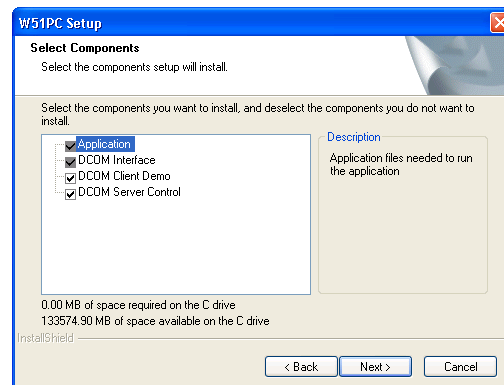 W51PC Setup
Select Components
Select the components setup will install.
Select the components you want to install, and deselect the components you do not want to
install.
Application
DCOM Interface
DCOM Client Demo
DCOM Server Control
Description
Application files needed to run
the application
0.00 MB of space required on the C drive
133574.90 MB of space available on the C drive
InstallShield
< Back
Next >
Cancel